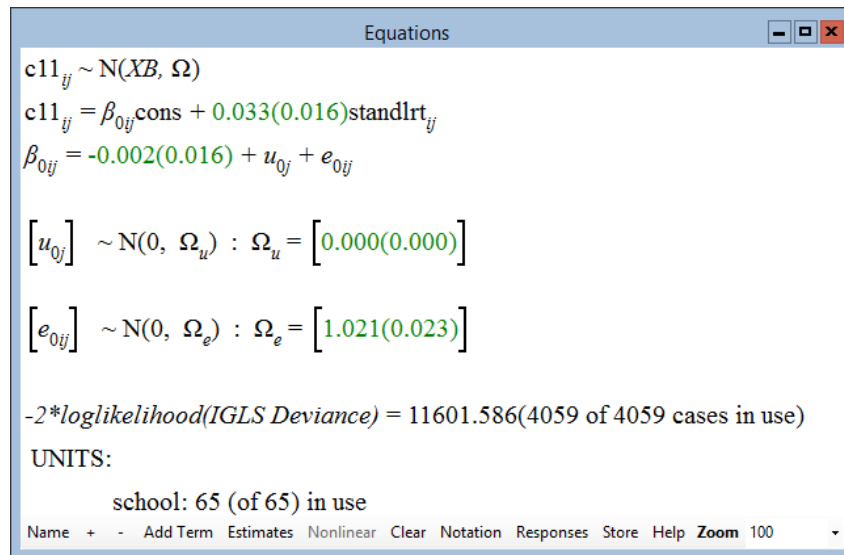 Equations
c11ij ~ N(XB, Ω)
c11ij = β0ijcons + 0.033(0.016)standlrtij
β0ij = -0.002(0.016) + u0j + e0ij
[u0j] ~ N(0, Ωu) : Ωu = [0.000(0.000)]
[e0ij] ~ N(0, Ωe) : Ωe = [1.021(0.023)]
-2*loglikelihood(IGLS Deviance) = 11601.586(4059 of 4059 cases in use)
UNITS:
school: 65 (of 65) in use
Name + - Add Term Estimates Nonlinear Clear Notation Responses Store Help Zoom 100